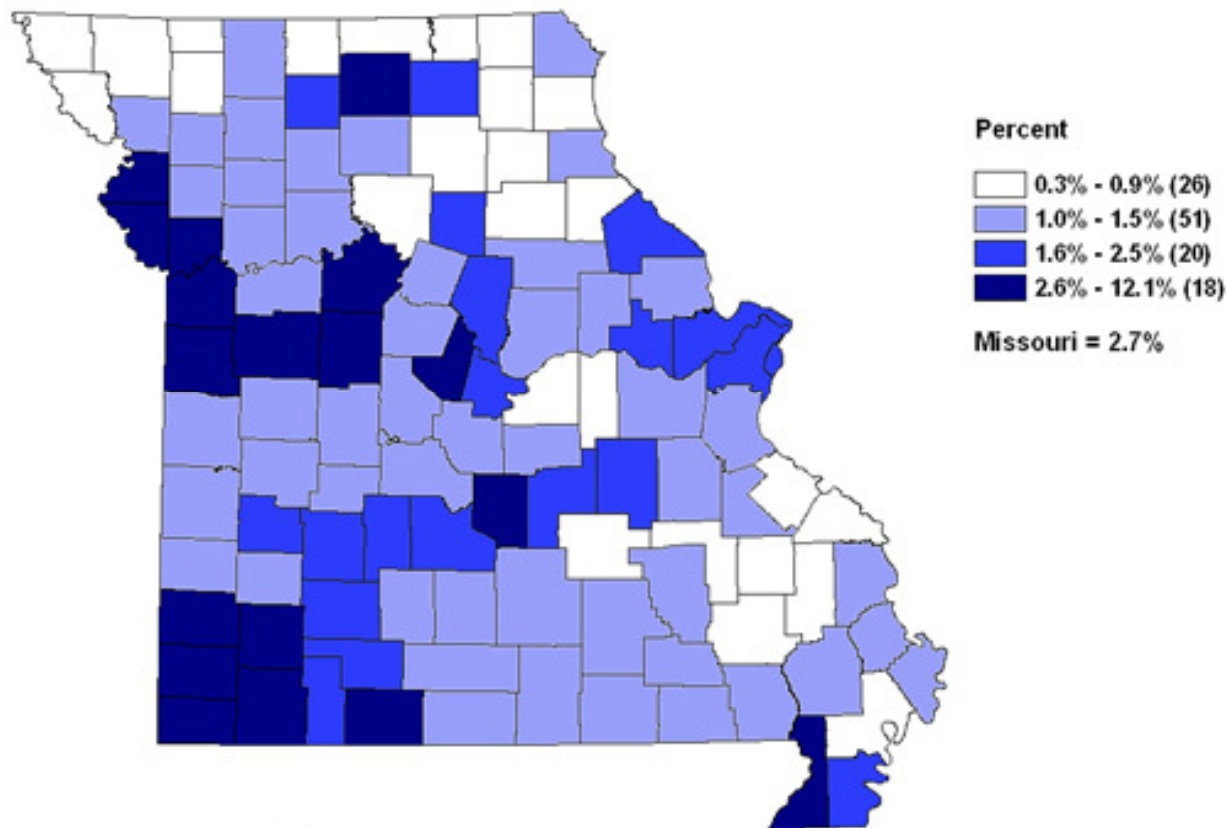 Percent
0.3% - 0.9% (26)
1.0% - 1.5% (51)
1.6% - 2.5% (20)
2.6% - 12.1% (18)
Missouri = 2.7%